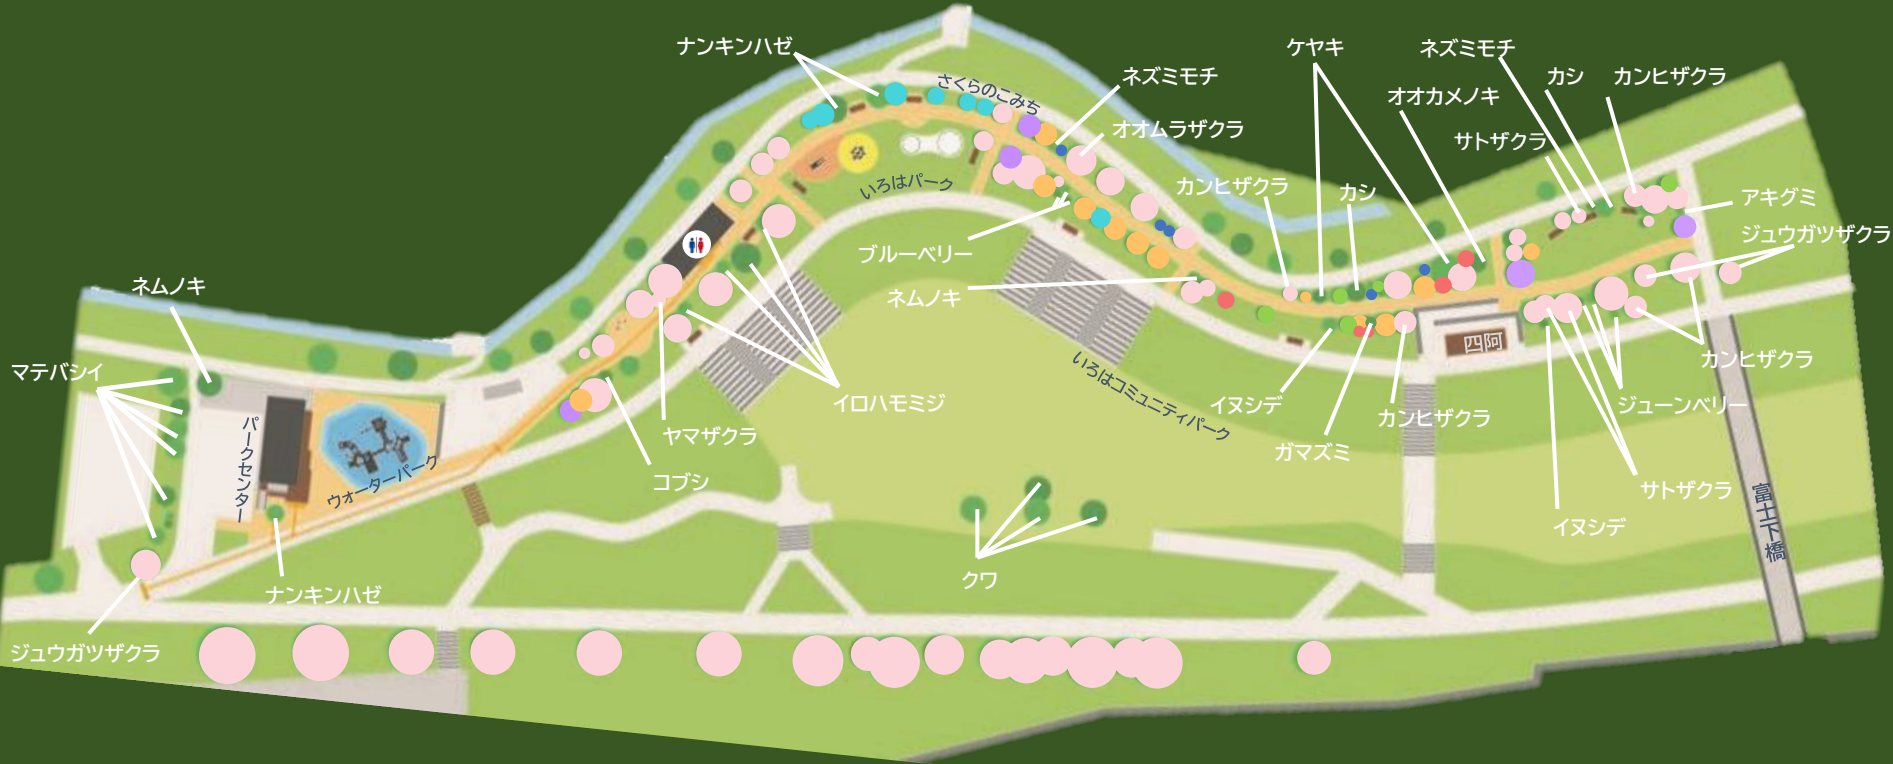 ナンキンハゼ
さくらのこみち
ネズミモチ
オオムラザクラ
ケヤキ
ネズミモチ
オオカメノキ
カシ
カンヒザクラ
サトザクラ
カンヒザクラ
カシ
アキグミ
ジュウガツザクラ
いろはパーク
ブルーベリー
ネムノキ
ネムノキ
マテバシイ
パークセンター
ウォーターパーク
イロハモミジ
ヤマザクラ
コブシ
いろはコミュニティパーク
四阿
イヌシデ
ガマズミ
カンヒザクラ
カンヒザクラ
ジューンベリー
サトザクラ
イヌシデ
富士下橋
クワ
ナンキンハゼ
ジュウガツザクラ